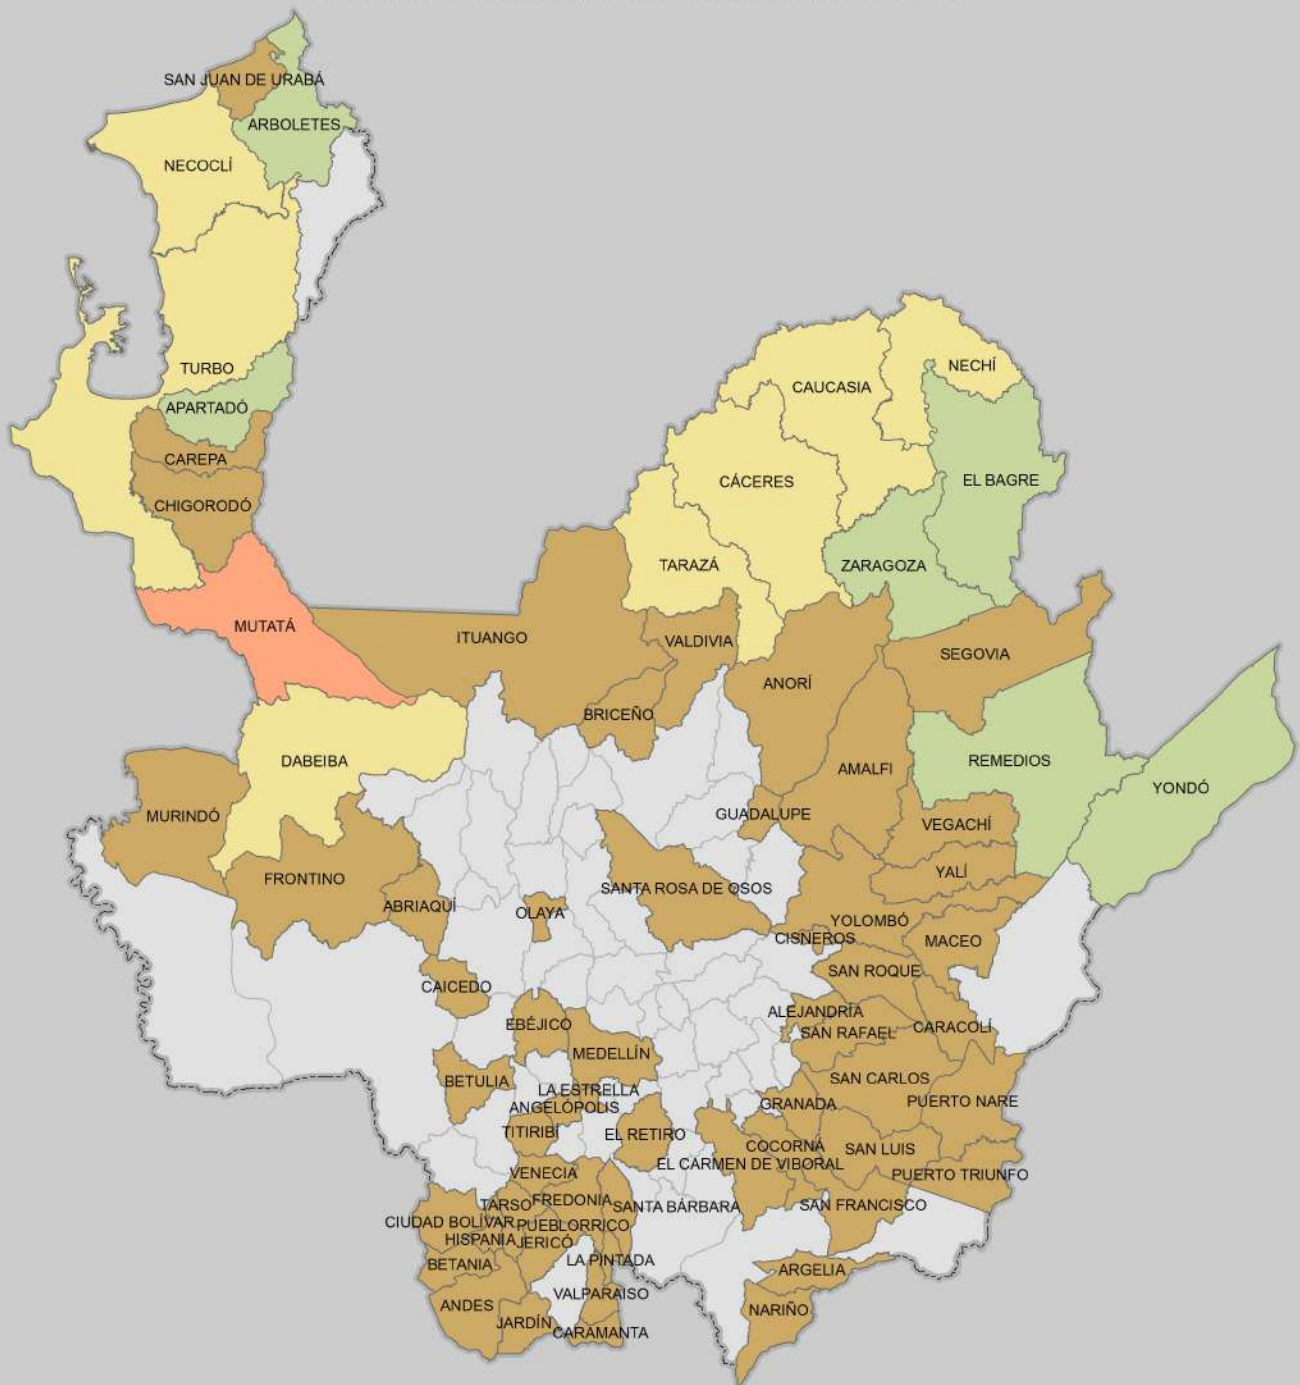 SAN JUAN DE URABÁ
ARBOLETES
NECOCLÍ
TURBO
NECHÍ
CAUCASIA
APARTADÓ
CAREPA
CÁCERES
EL BAGRE
CHIGORODÓ
TARAZÁ
ZARAGOZA
MUTATÁ
ITUANGO
VALDIVIA
SEGOVIA
ANORÍ
BRICEÑO
DABEIBA
AMALFI
REMEDIOS
YONDÓ
MURINDÓ
GUADALUPE
VEGACHÍ
FRONTINO
YALÍ
SANTA ROSA DE OSOS
ABRIAQUÍ
OLAYA
YOLOMBÓ
CISNEROS
MACEO
SAN ROQUE
CAICEDO
ALEJANDRÍA
EBÉJICO
SAN RAFAEL
CARACOLÍ
MEDELLÍN
BETULIA
SAN CARLOS
LA ESTRELLA
PUERTO NARE
ANGELÓPOLIS
GRANADA
TITIRIBÍ
EL RETIRO
COCORNÁ
SAN LUIS
EL CARMEN DE VIBORAL
VENECIA
PUERTO TRIUNFO
TARSO
FREDONIA
SANTA BÁRBARA
SAN FRANCISCO
CIUDAD BOLÍVAR
PUEBLORRICO
HISPANIA
JERICÓ
BETANIA
LA PINTADA
ARGELIA
VALPARAISO
ANDES
NARIÑO
JARDÍN
CARAMANTA